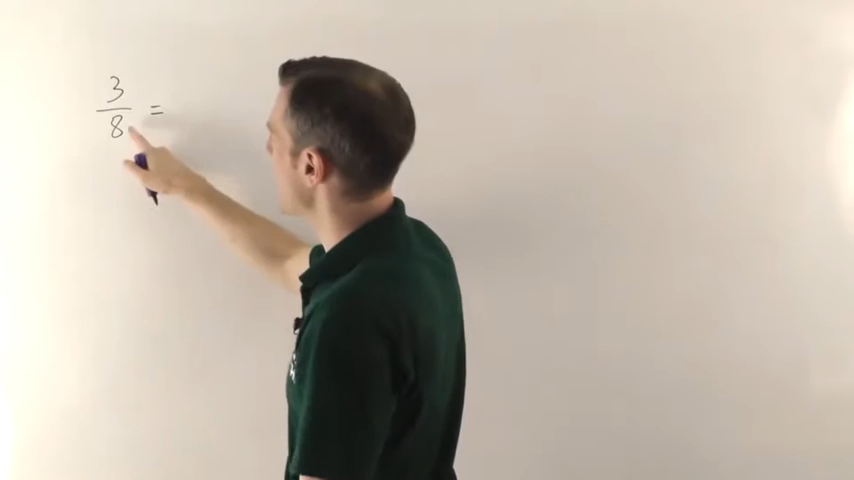 3/8 =